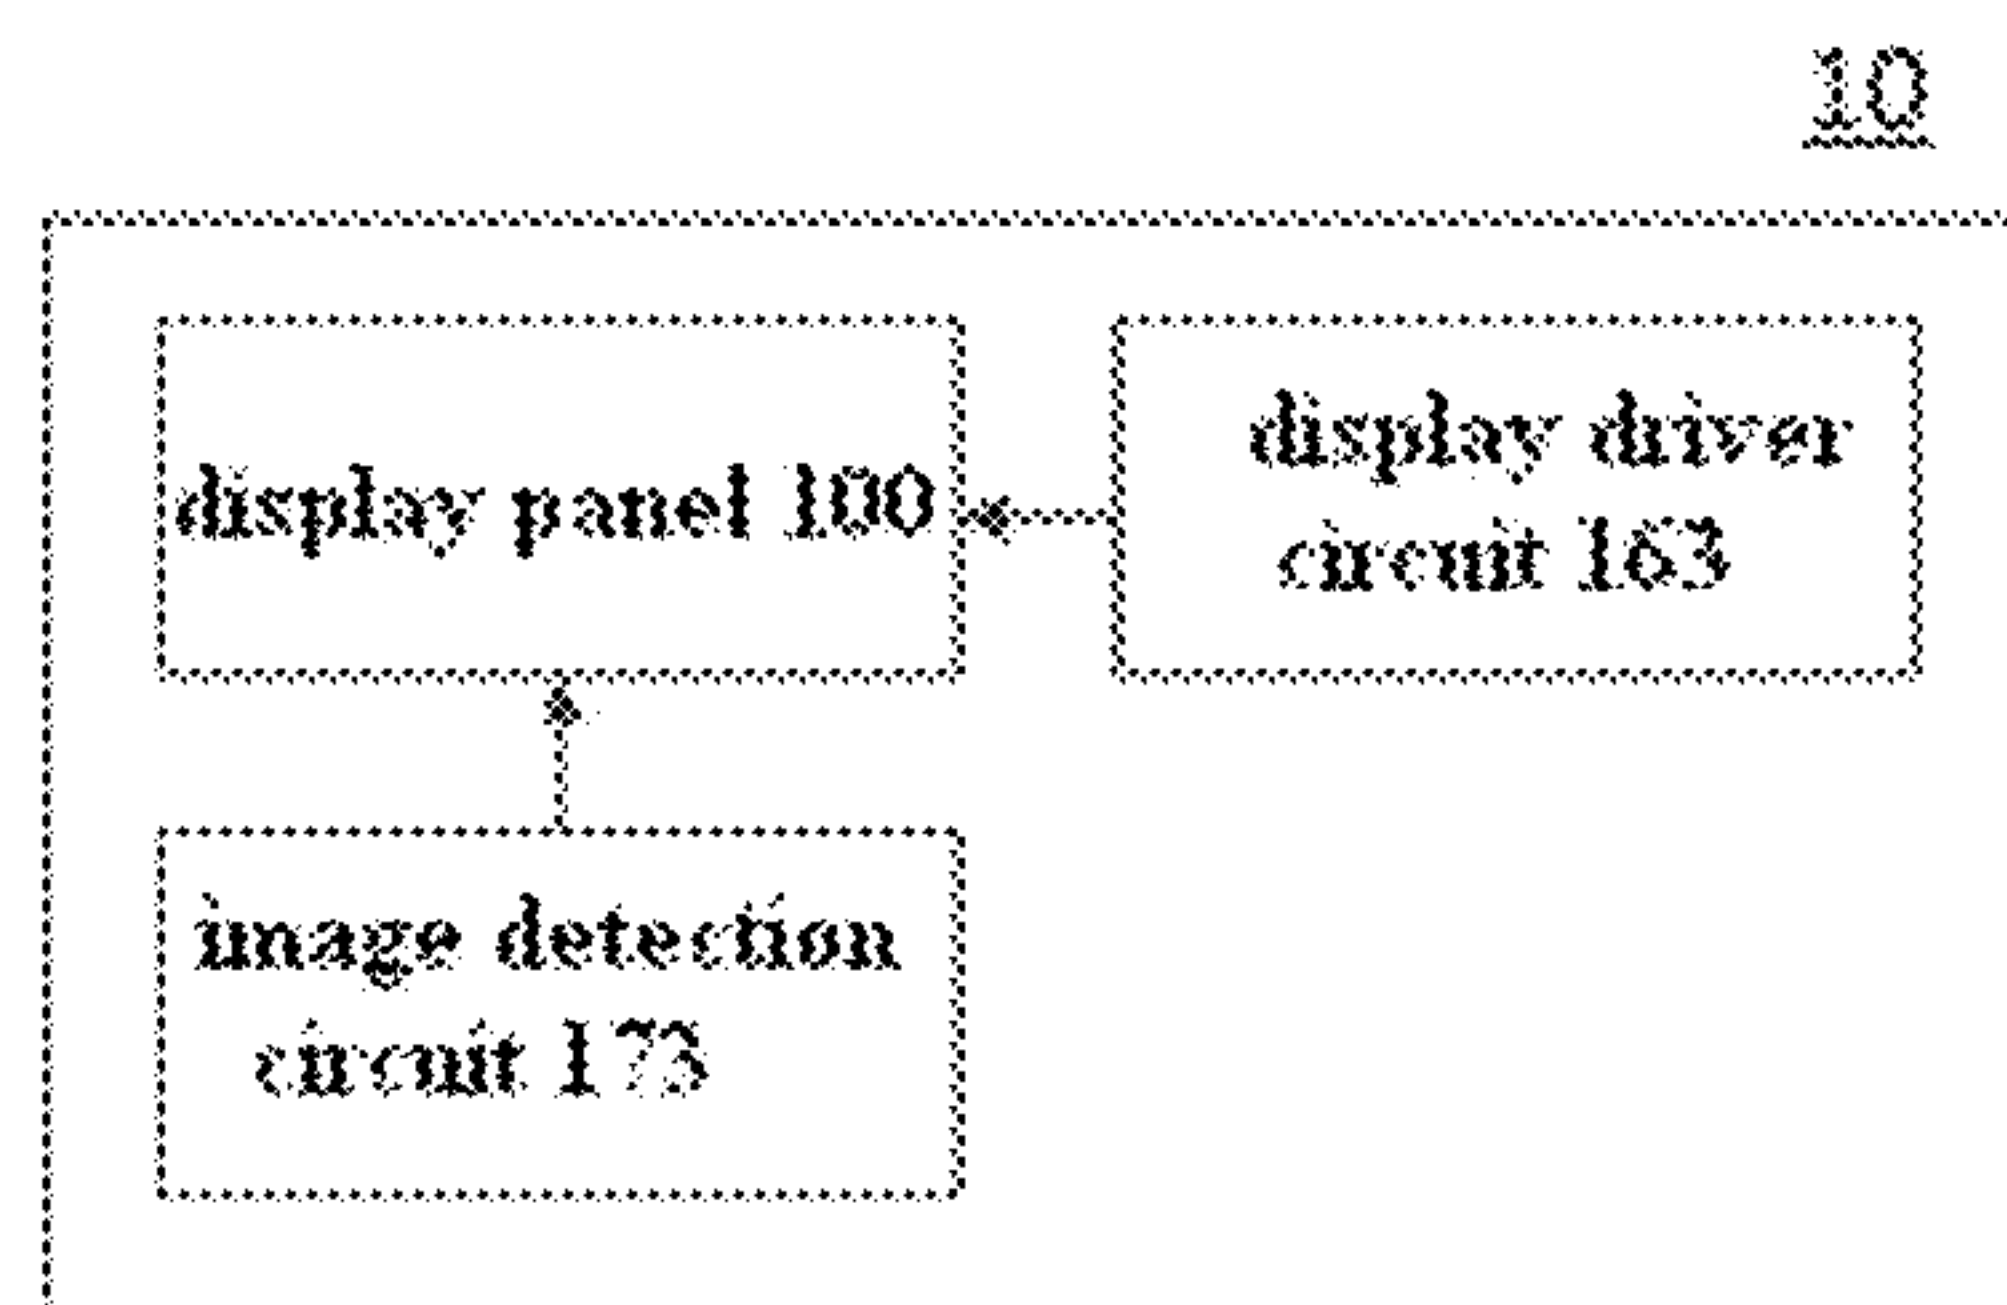 10
display panel 100
display driver
circuit 163
image detection
circuit 173